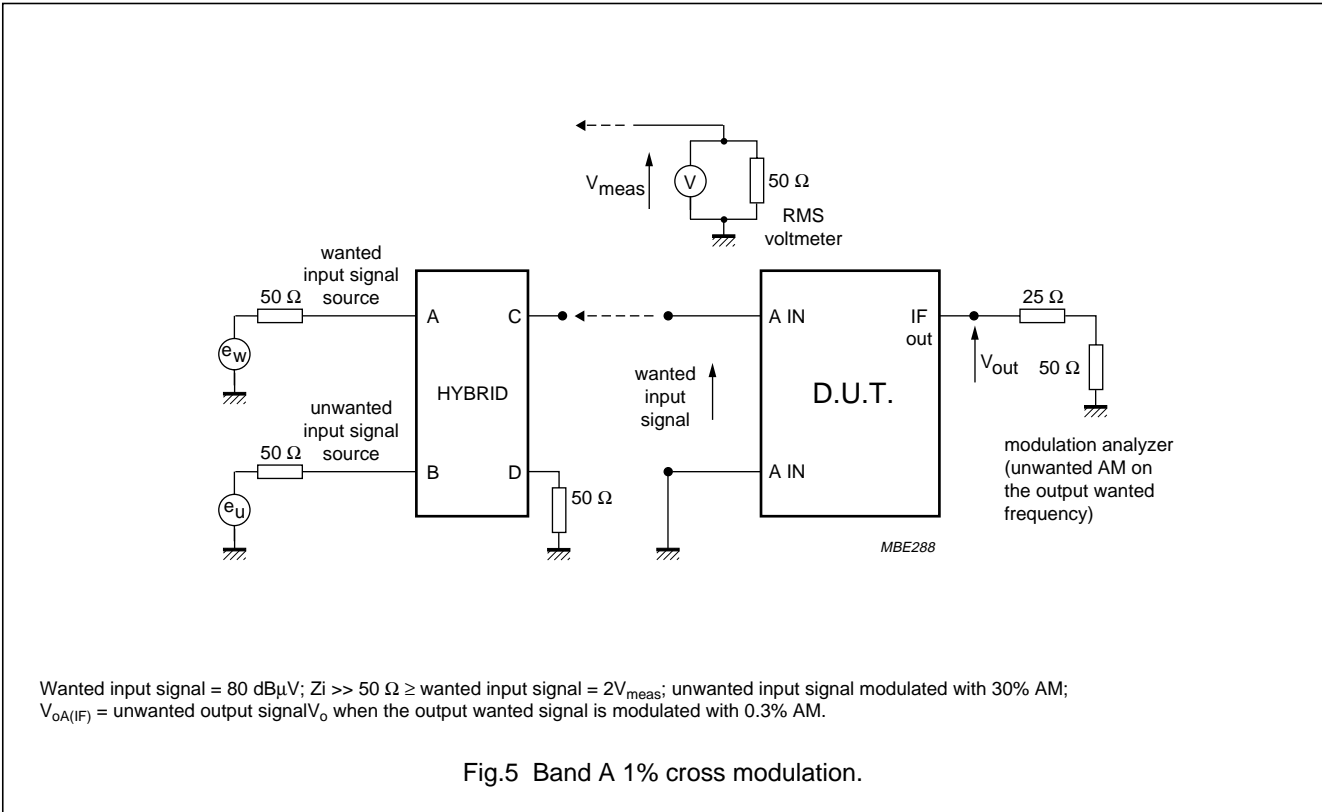 V_meas
V
50 Ω
RMS
voltmeter
wanted
input signal
source
50 Ω
e_w
A
C
HYBRID
unwanted
input signal
source
50 Ω
e_u
B
D
50 Ω
wanted
input
signal
A IN
IF
out
D.U.T.
A IN
25 Ω
V_out
50 Ω
modulation analyzer
(unwanted AM on
the output wanted
frequency)
MBE288
Wanted input signal = 80 dBμV; Zi >> 50 Ω ≥ wanted input signal = 2V_meas; unwanted input signal modulated with 30% AM;
V_oA(IF) = unwanted output signalV_o when the output wanted signal is modulated with 0.3% AM.
Fig.5 Band A 1% cross modulation.